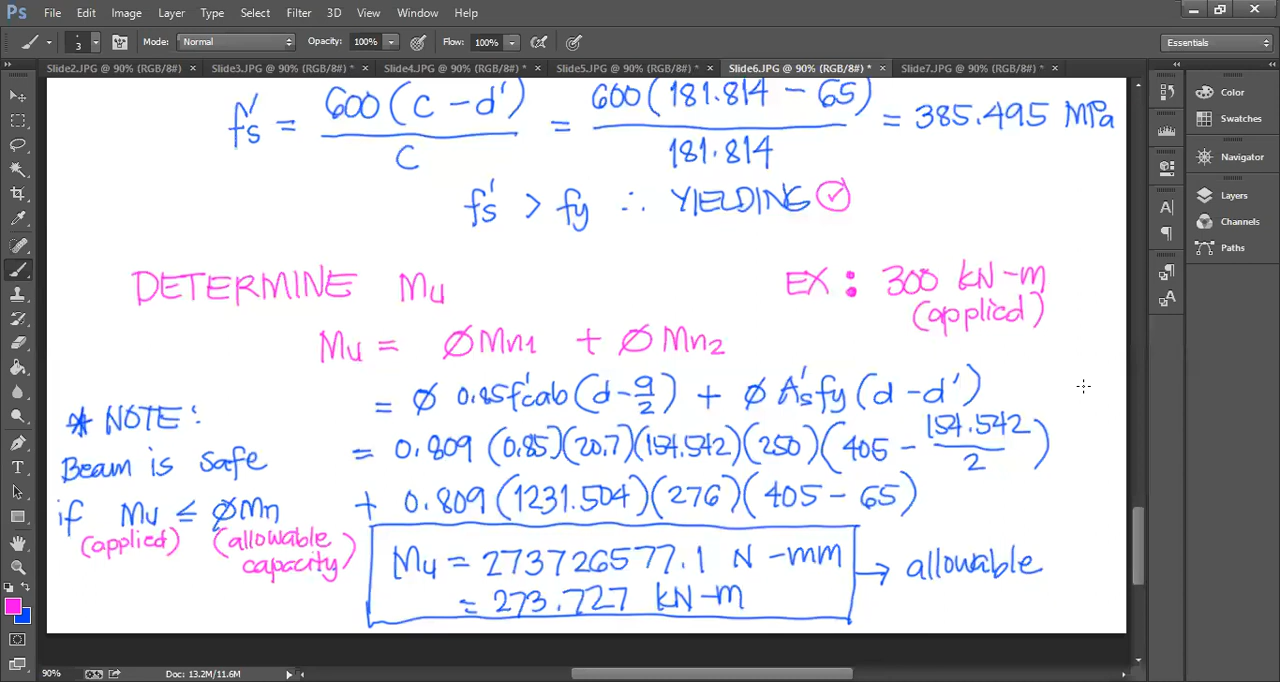 Ps File Edit Image Layer Type Select Filter 3D View Window Help
3 Mode: Normal Opacity: 100% Flow: 100% Essentials
Slide2.JPG @ 90% (RGB/8#) × Slide3.JPG @ 90% (RGB/8#) * × Slide4.JPG @ 90% (RGB/8#) * × Slide5.JPG @ 90% (RGB/8#) * × Slide6.JPG @ 90% (RGB/8#) * × Slide7.JPG @ 90% (RGB/8#) * ×
fs' = 600(c - d')/c = 600(181.814 - 65)/181.814 = 385.495 MPa
fs' > fy ∴ YIELDING ✓
DETERMINE Mu
EX : 300 kN-m
(applied)
Mu = ØMn1 + ØMn2
= Ø 0.85f'cab(d - a/2) + Ø As'fy(d - d')
= 0.809 (0.85)(20.7)(154.542)(250)(405 - 154.542/2)
+ 0.809(1231.504)(276)(405 - 65)
Mu = 273726577.1 N-mm
= 273.727 kN-m
→ allowable
* NOTE:
Beam is safe
if Mu ≤ ØMn
(applied) (allowable capacity)
Color
Swatches
Navigator
Layers
Channels
Paths
90% Doc: 13.2M/11.6M